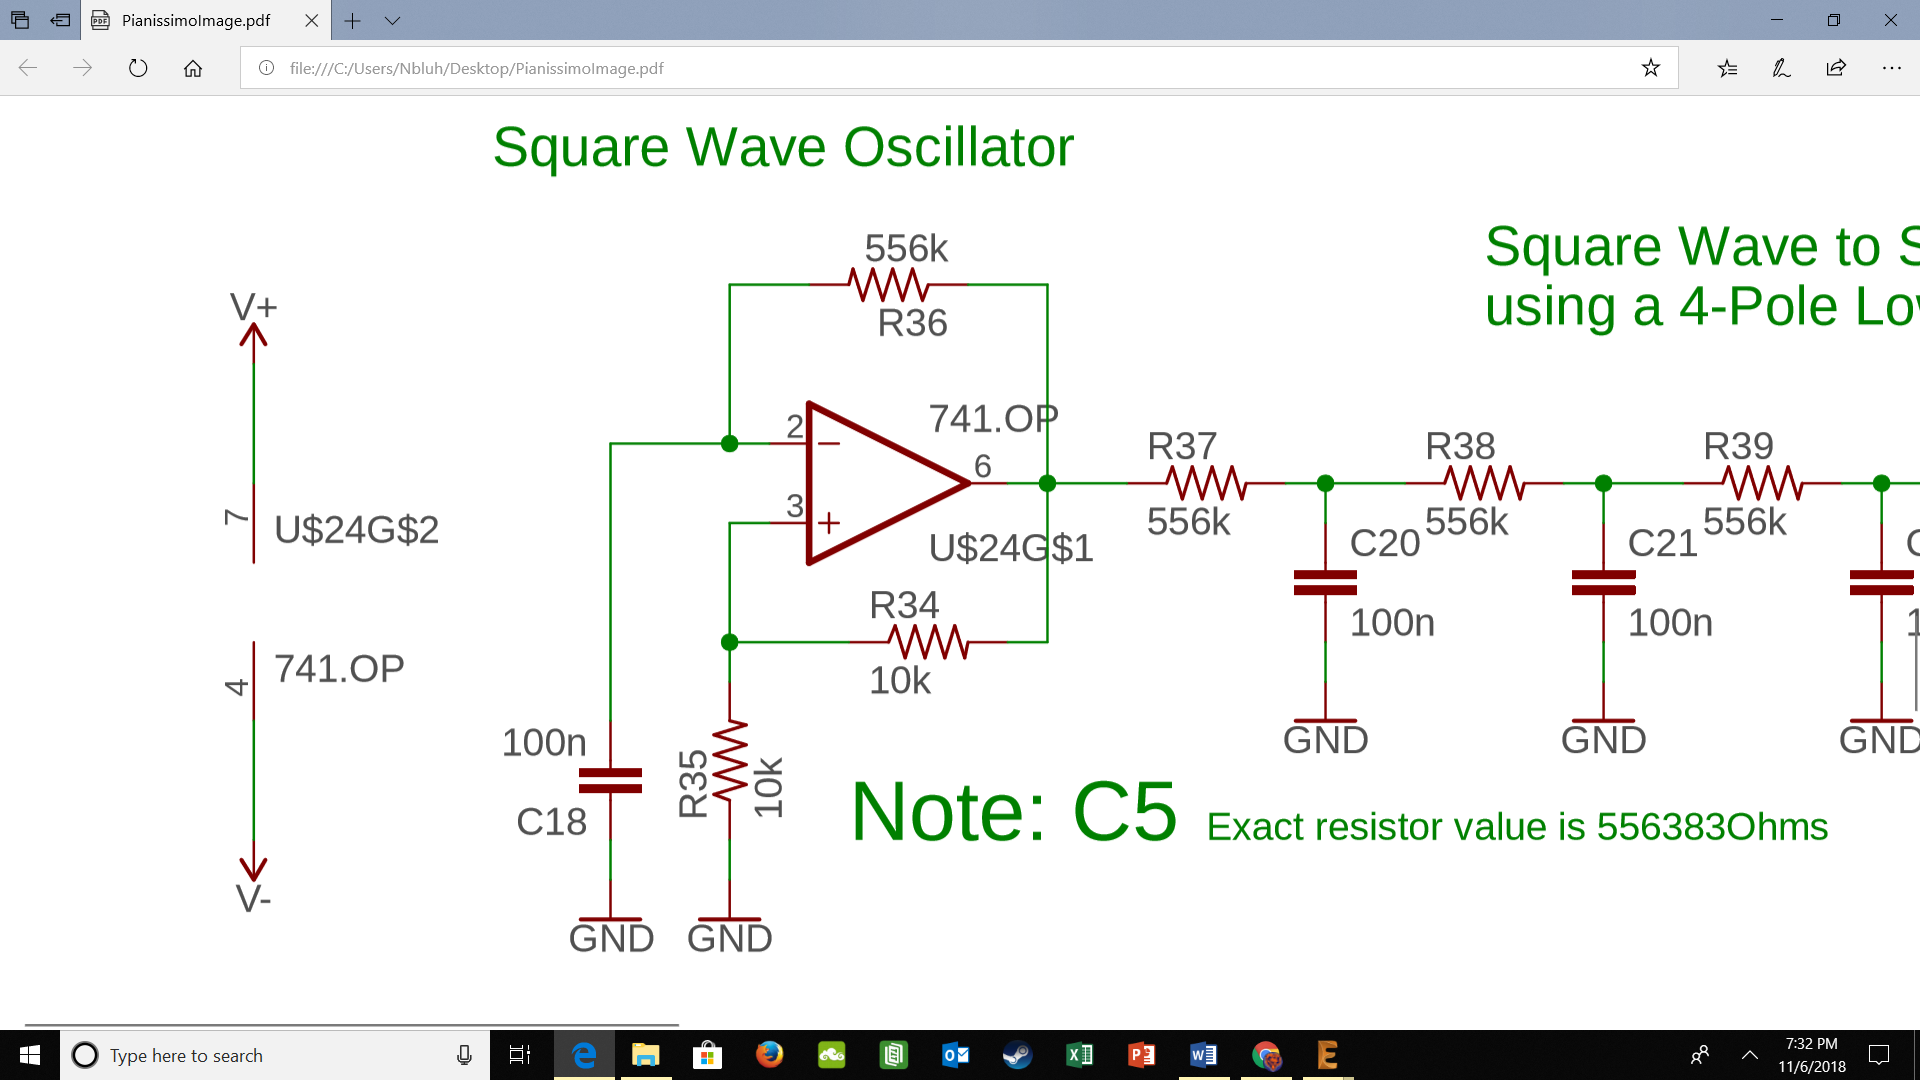 PianissimoImage.pdf
file:///C:/Users/Nbluh/Desktop/PianissimoImage.pdf
Square Wave Oscillator
Square Wave to S
using a 4-Pole Lo
556k
R36
V+
2
741.OP
6
3
U$24G$1
7
U$24G$2
R37
556k
R38
556k
R39
556k
C20
100n
C21
100n
R34
10k
4
741.OP
GND
GND
GND
100n
C18
R35
10k
V-
Note: C5
Exact resistor value is 556383Ohms
GND
GND
Type here to search
7:32 PM
11/6/2018